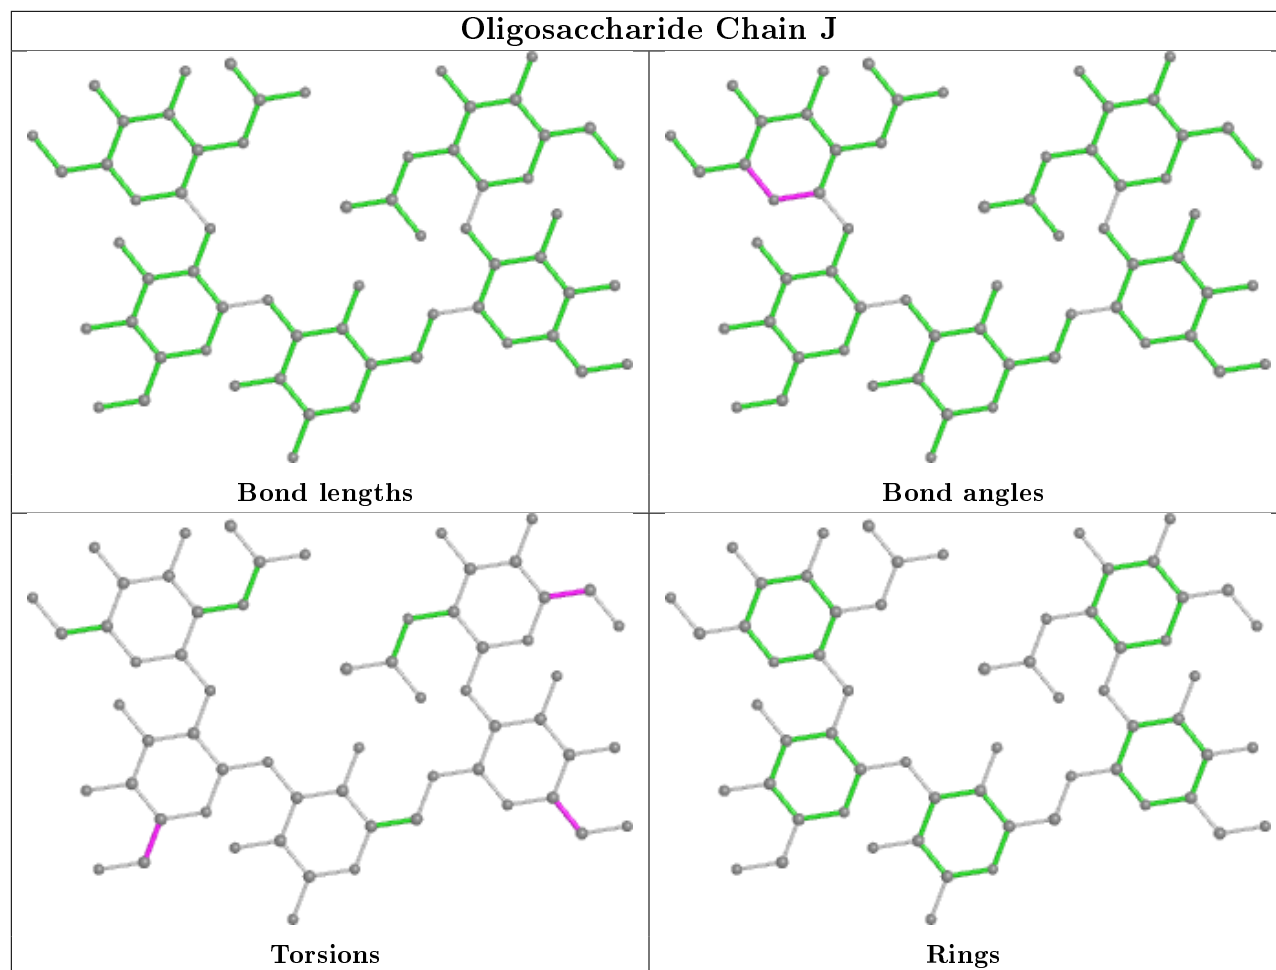 Oligosaccharide Chain J
Bond lengths
Bond angles
Torsions
Rings